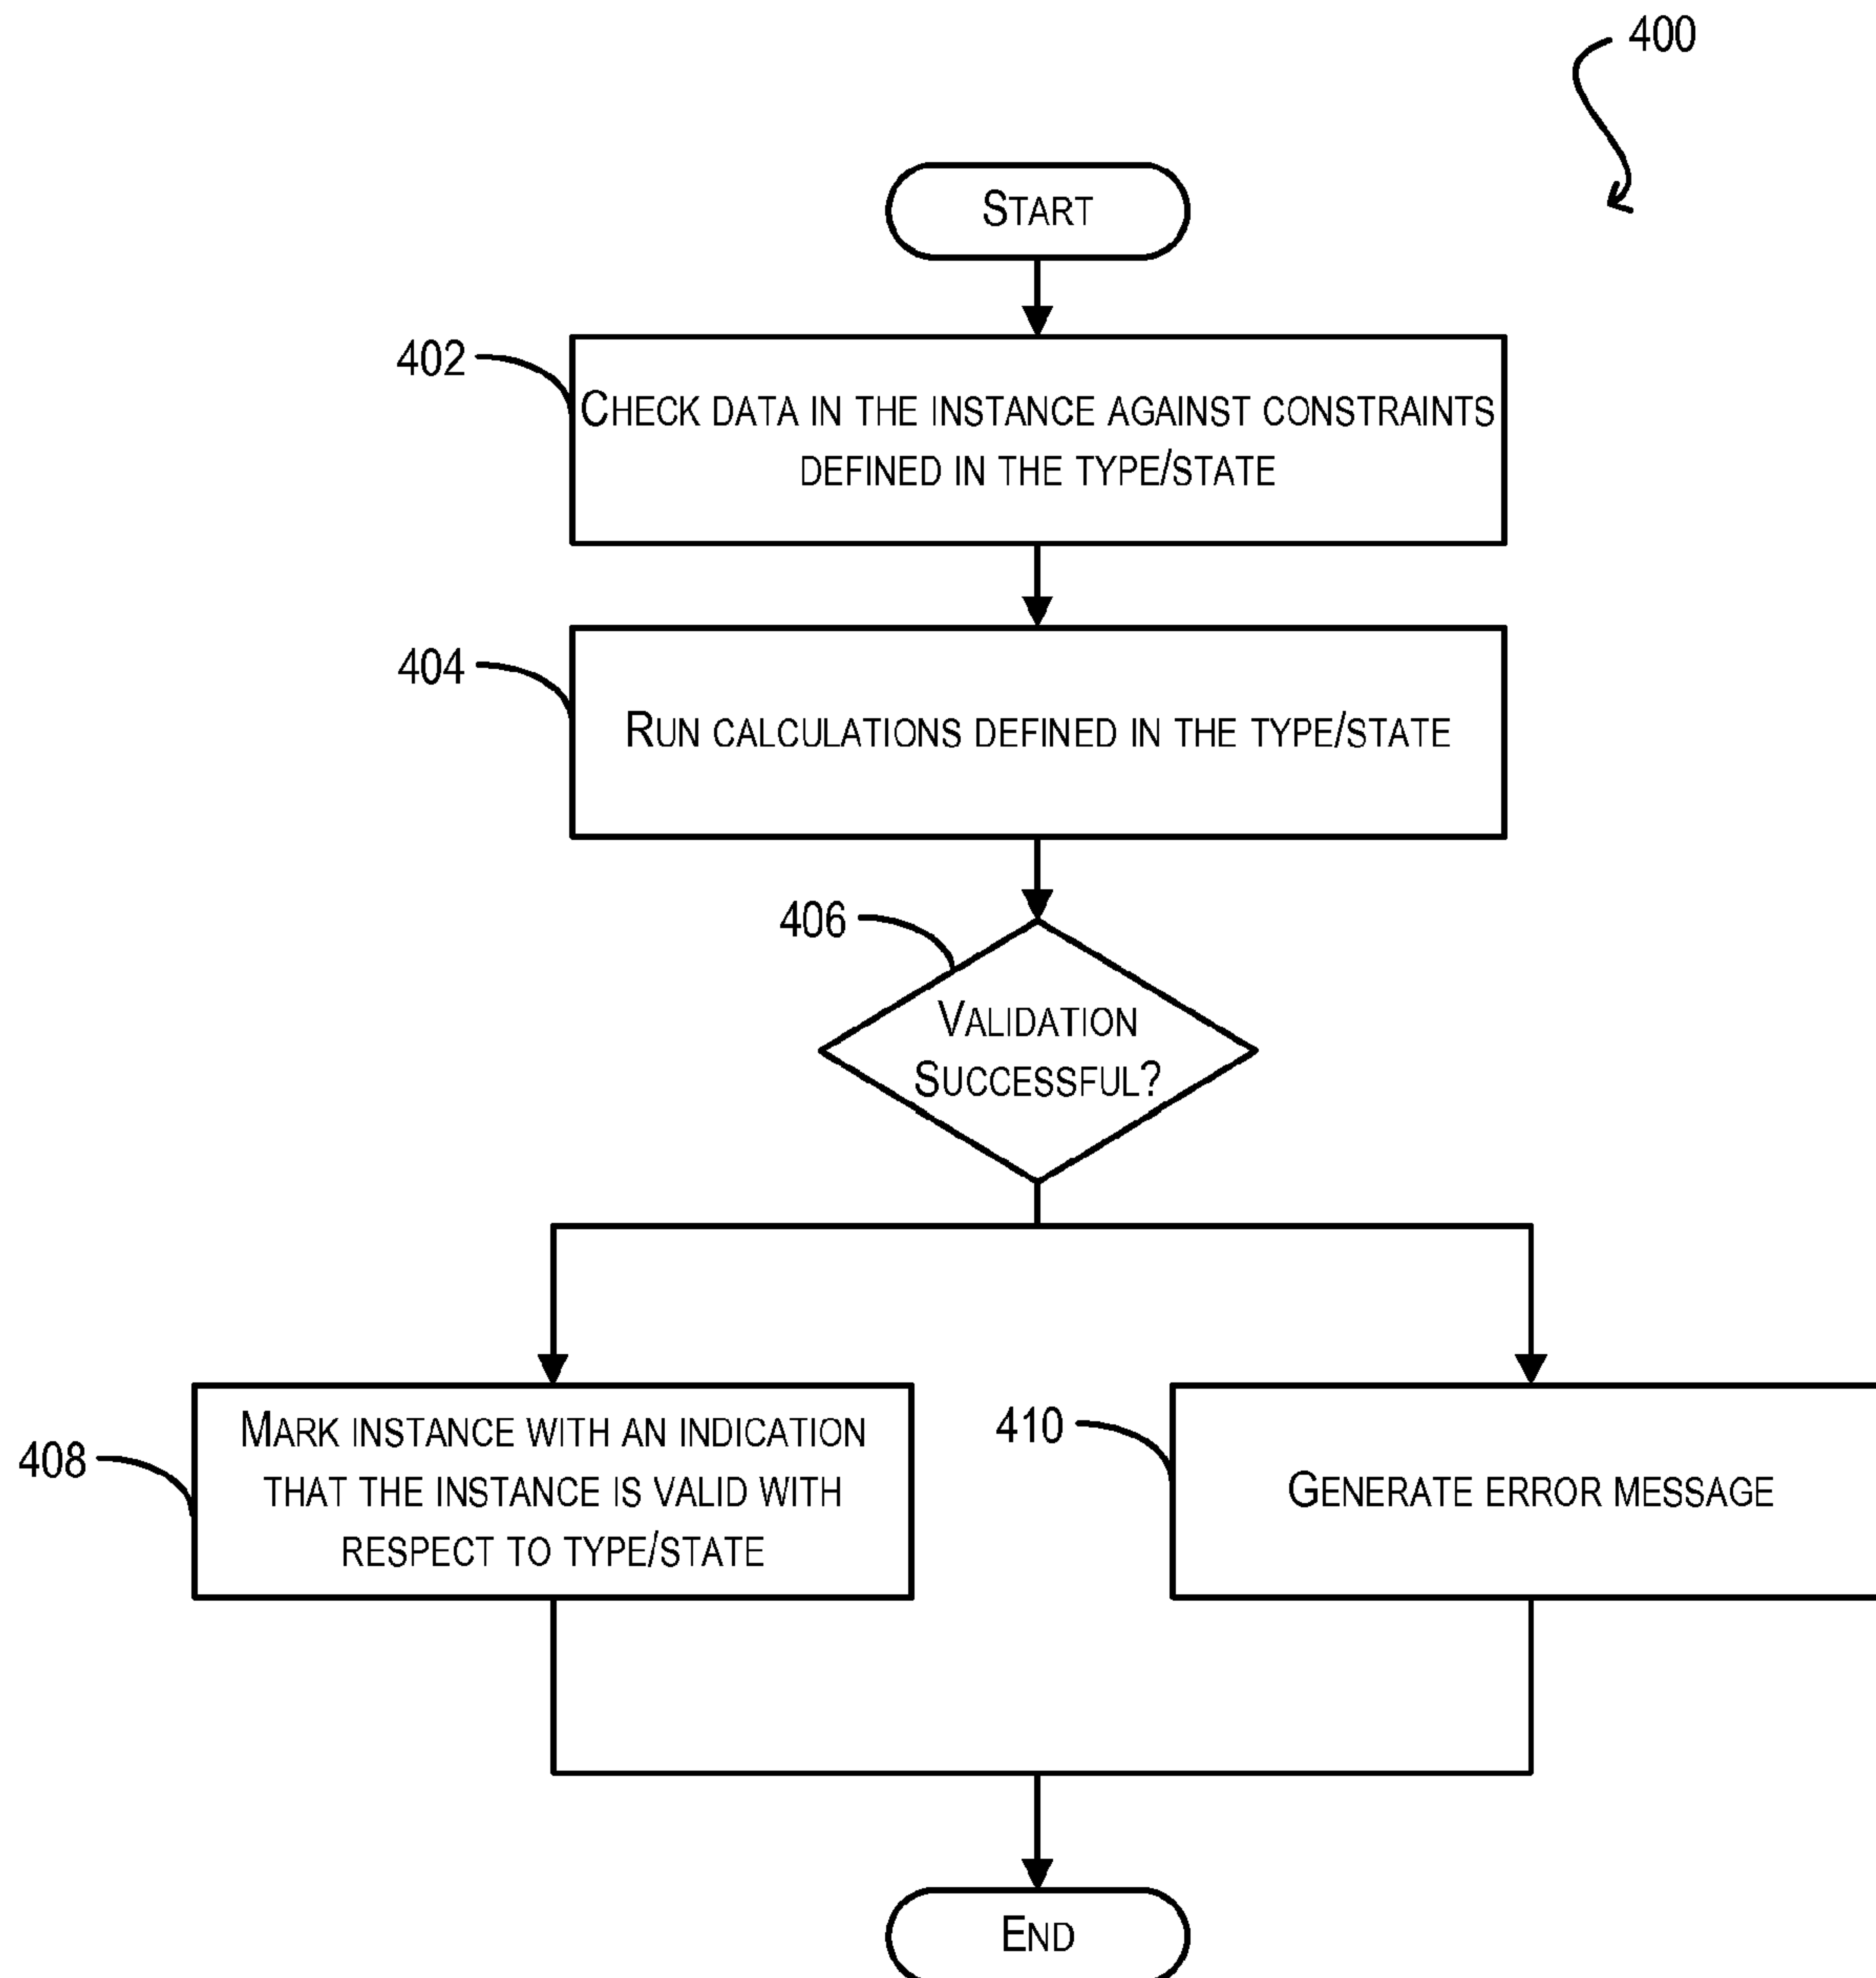 400
START
402
CHECK DATA IN THE INSTANCE AGAINST CONSTRAINTS
DEFINED IN THE TYPE/STATE
404
RUN CALCULATIONS DEFINED IN THE TYPE/STATE
406
VALIDATION
SUCCESSFUL?
408
MARK INSTANCE WITH AN INDICATION
THAT THE INSTANCE IS VALID WITH
RESPECT TO TYPE/STATE
410
GENERATE ERROR MESSAGE
END